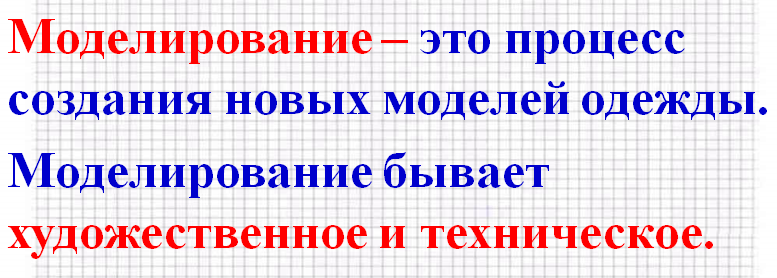 Моделирование – это процесс
создания новых моделей одежды.
Моделирование бывает
художественное и техническое.